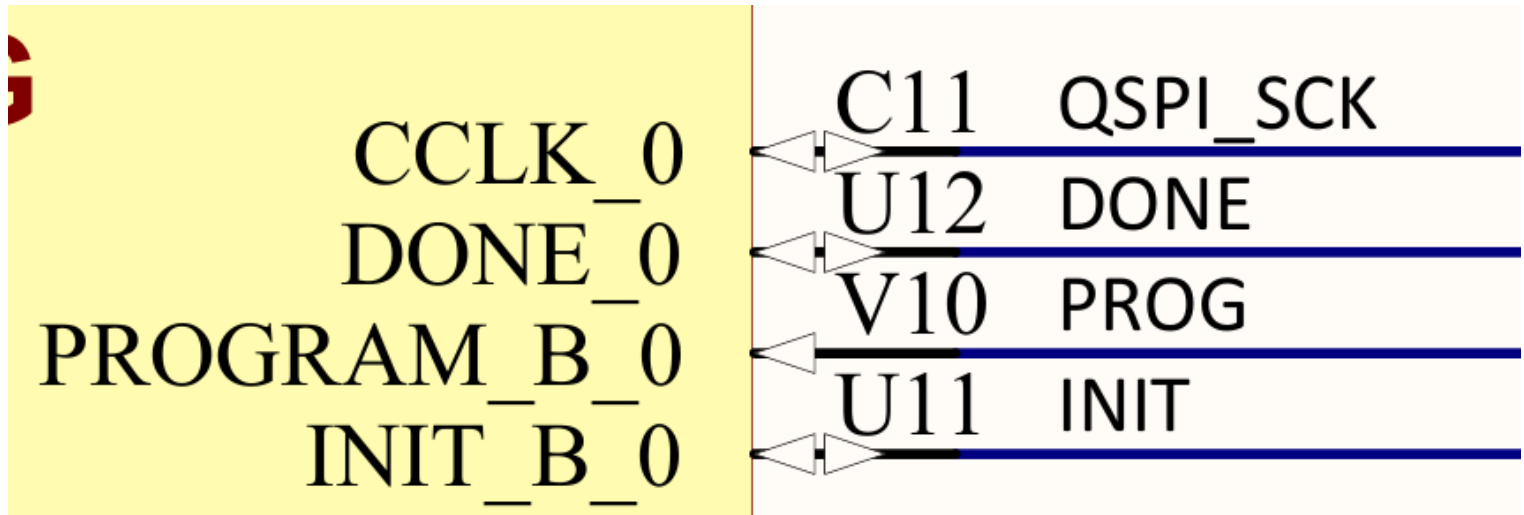 G
CCLK_0 C11 QSPI_SCK
DONE_0 U12 DONE
PROGRAM_B_0 V10 PROG
INIT_B_0 U11 INIT